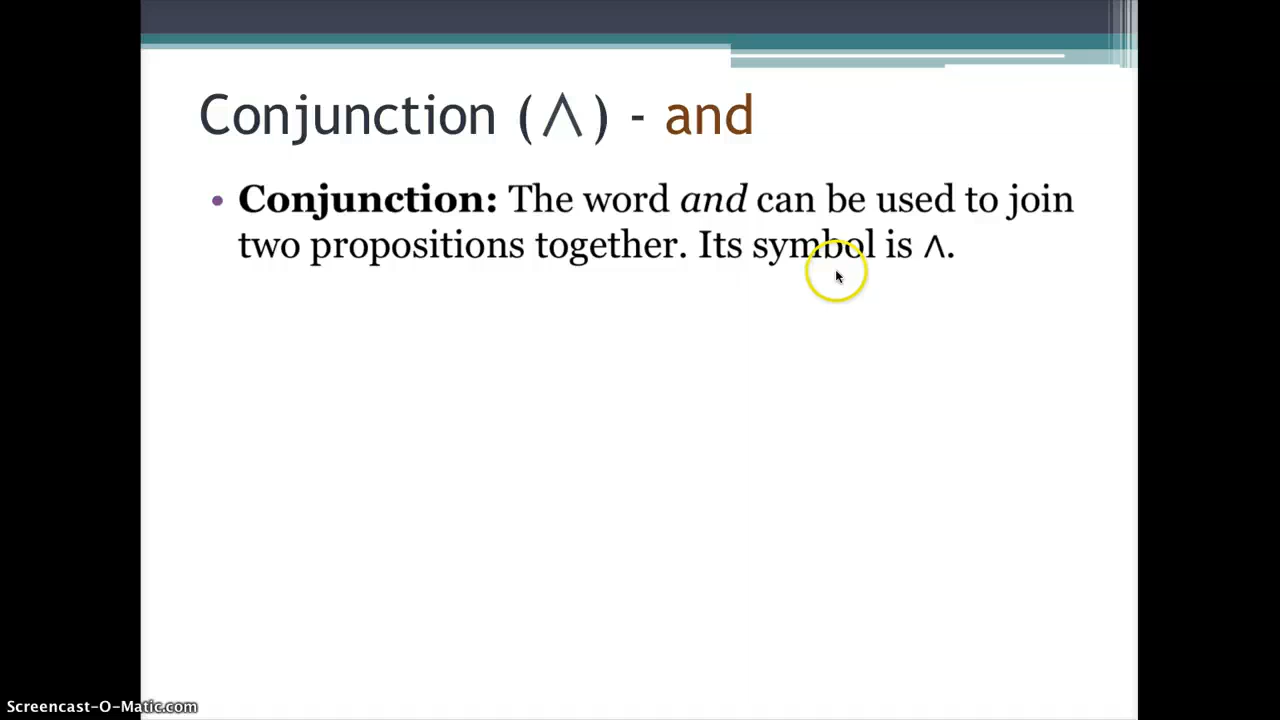 Conjunction (∧) - and
• Conjunction: The word and can be used to join
two propositions together. Its symbol is ∧.
Screencast-O-Matic.com